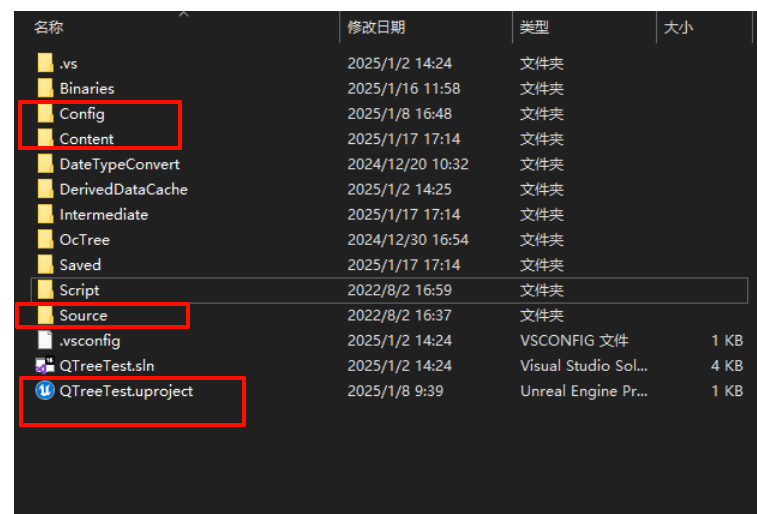 名称 修改日期 类型 大小
.vs 2025/1/2 14:24 文件夹
Binaries 2025/1/16 11:58 文件夹
Config 2025/1/8 16:48 文件夹
Content 2025/1/17 17:14 文件夹
DateTypeConvert 2024/12/20 10:32 文件夹
DerivedDataCache 2025/1/2 14:25 文件夹
Intermediate 2025/1/17 17:14 文件夹
OcTree 2024/12/30 16:54 文件夹
Saved 2025/1/17 17:14 文件夹
Script 2022/8/2 16:59 文件夹
Source 2022/8/2 16:37 文件夹
.vsconfig 2025/1/2 14:24 VSCONFIG 文件 1 KB
QTreeTest.sln 2025/1/2 14:24 Visual Studio Sol... 4 KB
QTreeTest.uproject 2025/1/8 9:39 Unreal Engine Pr... 1 KB